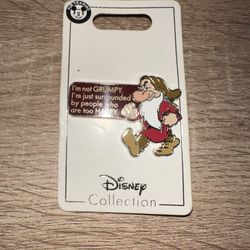 I'm not GRUMPY.
I'm just surrounded
by people who
are too HAPPY.
Disney
Collection